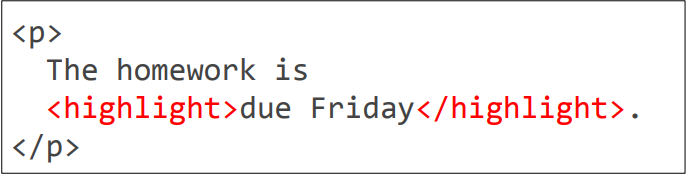 <p>
The homework is
<highlight>due Friday</highlight>.
</p>